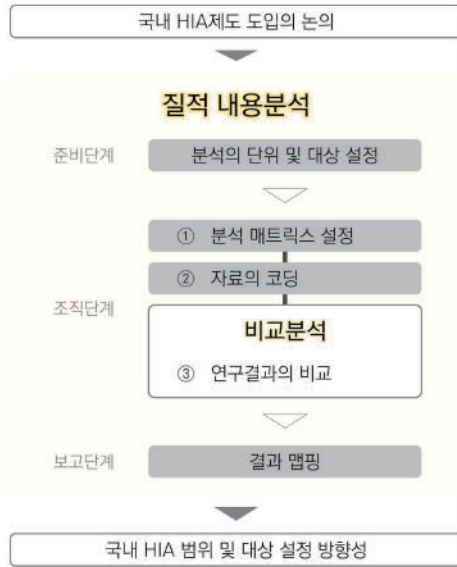 국내 HIA제도 도입의 논의
질적 내용분석
준비단계
분석의 단위 및 대상 설정
① 분석 매트릭스 설정
② 자료의 코딩
조직단계
비교분석
③ 연구결과의 비교
보고단계
결과 맵핑
국내 HIA 범위 및 대상 설정 방향성